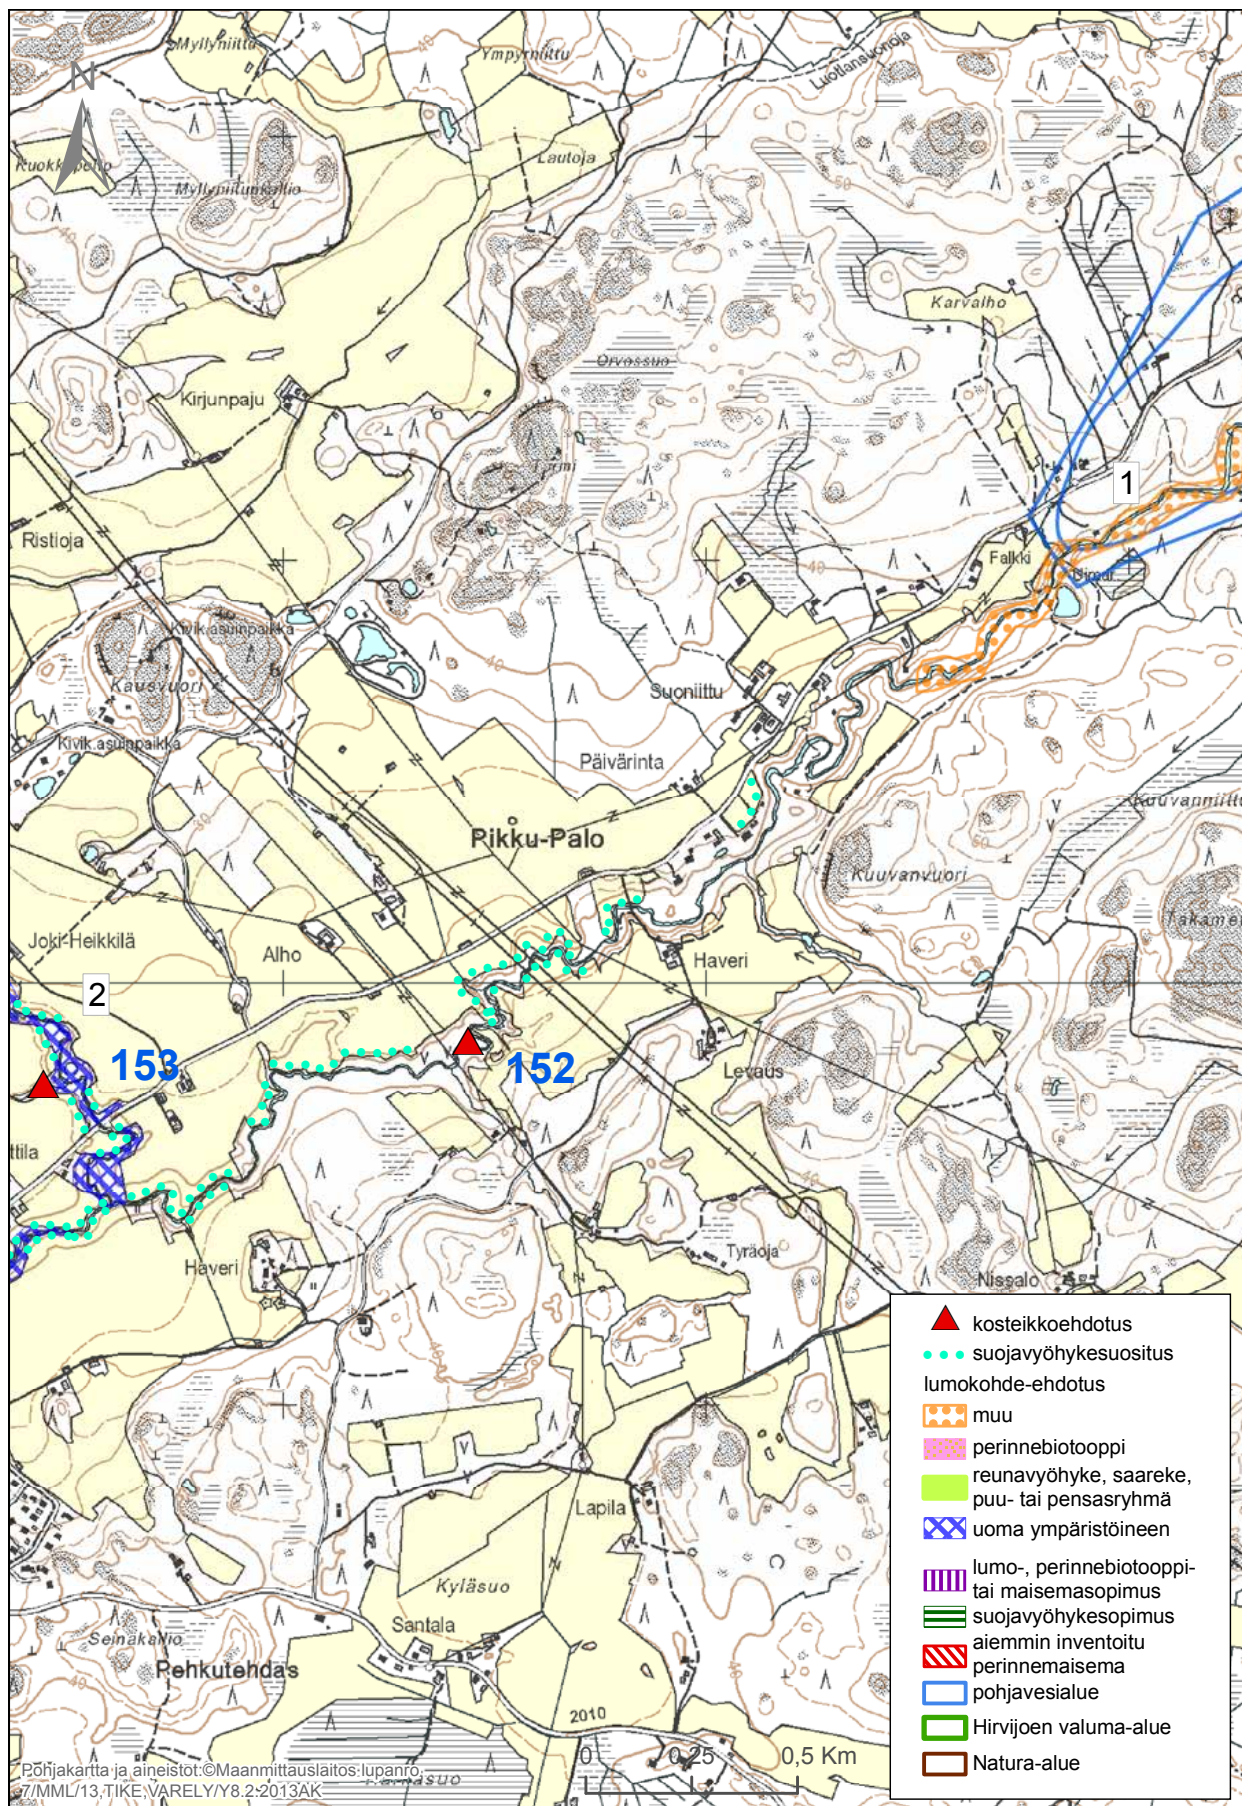 Myllyniittu
Ympyrniittu
Luotlansuonoja
N
Lautoja
Myllyniitunkallio
Karvalho
Orvossuo
Kirjunpaju
1
Ristioja
Falkki
Kivik.asuinpaikka
Kausvuori
Suoniittu
Kivik.asuinpaikka
Päivärinta
Pikku-Palo
Kuuvanvuori
Joki-Heikkilä
Alho
Haveri
2
153
152
Levaus
ttila
Haveri
Tyräoja
Nissalo
Lapila
Kyläsuo
Santala
Seinäkallio
Pehkutehdas
2010
kosteikkoehdotus
suojavyöhykesuositus
lumokohde-ehdotus
muu
perinnebiotooppi
reunavyöhyke, saareke,
puu- tai pensasryhmä
uoma ympäristöineen
lumo-, perinnebiotooppi-
tai maisemasopimus
suojavyöhykesopimus
aiemmin inventoitu
perinnemaisema
pohjavesialue
Hirvijoen valuma-alue
Natura-alue
0 0,25 0,5 Km
Pohjakartta ja aineistot:©Maanmittauslaitos lupanro
7/MML/13,TIKE,VARELY/Y8.2.2013AK